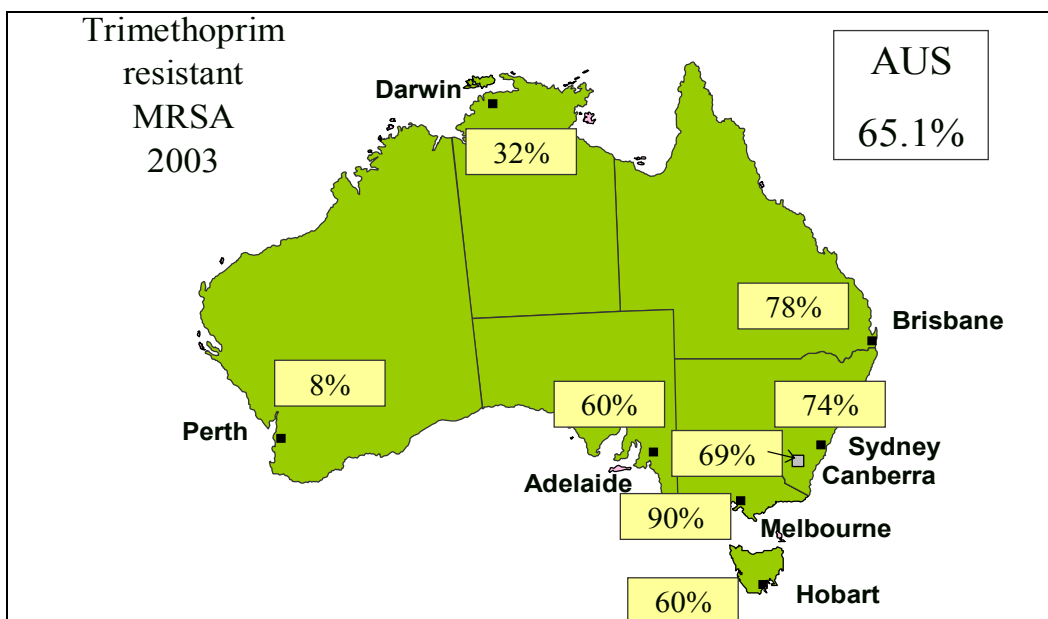 Trimethoprim
resistant
MRSA
2003
AUS
65.1%
Darwin
32%
78%
Brisbane
8%
60%
74%
Perth
Sydney
69%
Canberra
Adelaide
90%
Melbourne
60%
Hobart